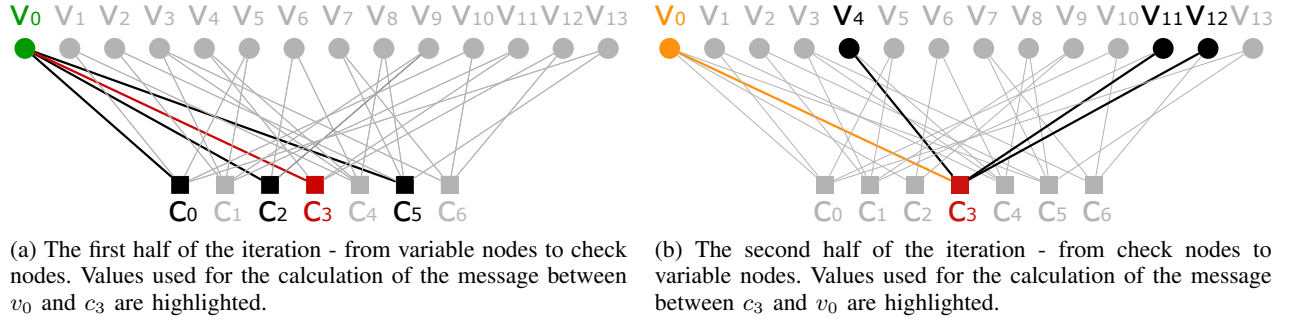 V0 V1 V2 V3 V4 V5 V6 V7 V8 V9 V10 V11 V12 V13
C0 C1 C2 C3 C4 C5 C6
(a) The first half of the iteration - from variable nodes to check
nodes. Values used for the calculation of the message between
v0 and c3 are highlighted.
V0 V1 V2 V3 V4 V5 V6 V7 V8 V9 V10 V11 V12 V13
C0 C1 C2 C3 C4 C5 C6
(b) The second half of the iteration - from check nodes to
variable nodes. Values used for the calculation of the message
between c3 and v0 are highlighted.